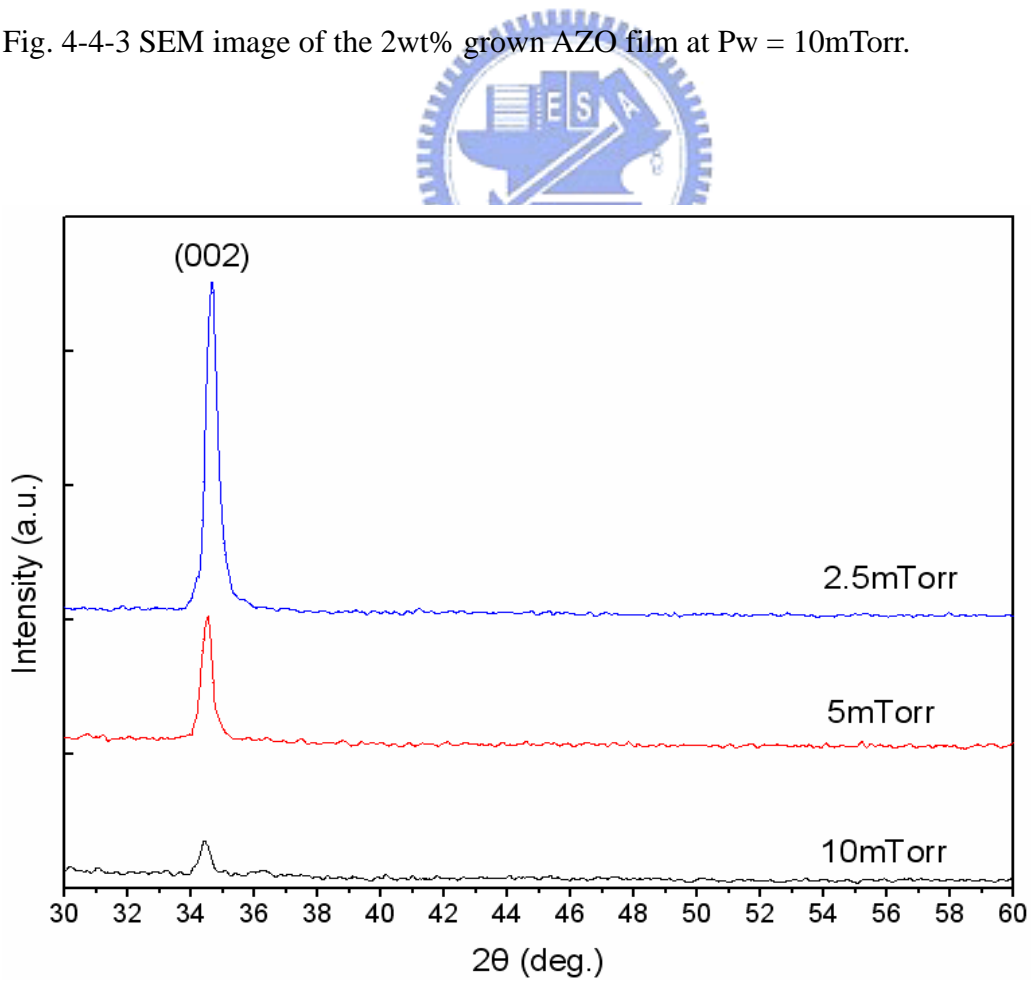 Fig. 4-4-3 SEM image of the 2wt% grown AZO film at Pw = 10mTorr.
E S A
(002)
2.5mTorr
5mTorr
10mTorr
Intensity (a.u.)
30 32 34 36 38 40 42 44 46 48 50 52 54 56 58 60
2θ (deg.)